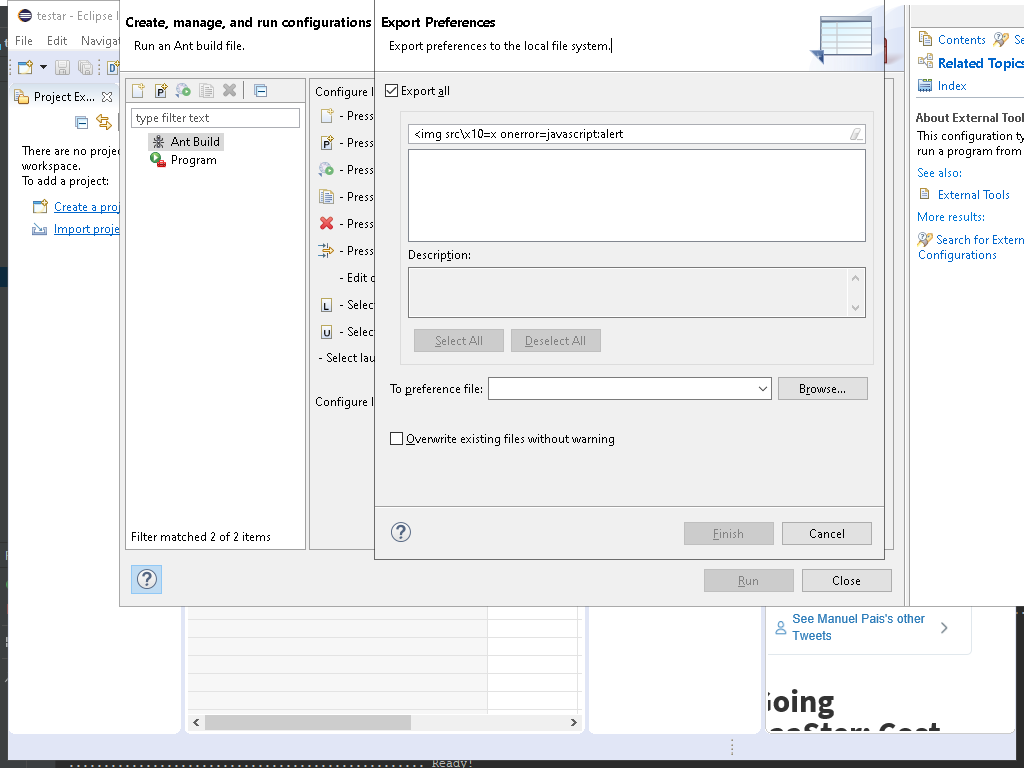 testar - Eclipse I
File Edit Navigat
Project Ex...
There are no projec
workspace.
To add a project:
Create a proj
Import proje
Create, manage, and run configurations
Run an Ant build file.
type filter text
Ant Build
Program
Filter matched 2 of 2 items
Configure l
- Press
- Press
- Press
- Press
- Press
- Press
- Edit c
L - Selec
U - Selec
- Select lau
Configure l
Run
Close
Export Preferences
Export preferences to the local file system.
Export all
<img src\x10=x onerror=javascript:alert
Description:
Select All
Deselect All
To preference file:
Browse...
Overwrite existing files without warning
Finish
Cancel
Contents
Se
Related Topics
Index
About External Tool
This configuration ty
run a program from
See also:
External Tools
More results:
Search for Extern
Configurations
See Manuel Pais's other
Tweets
Going
Ready!